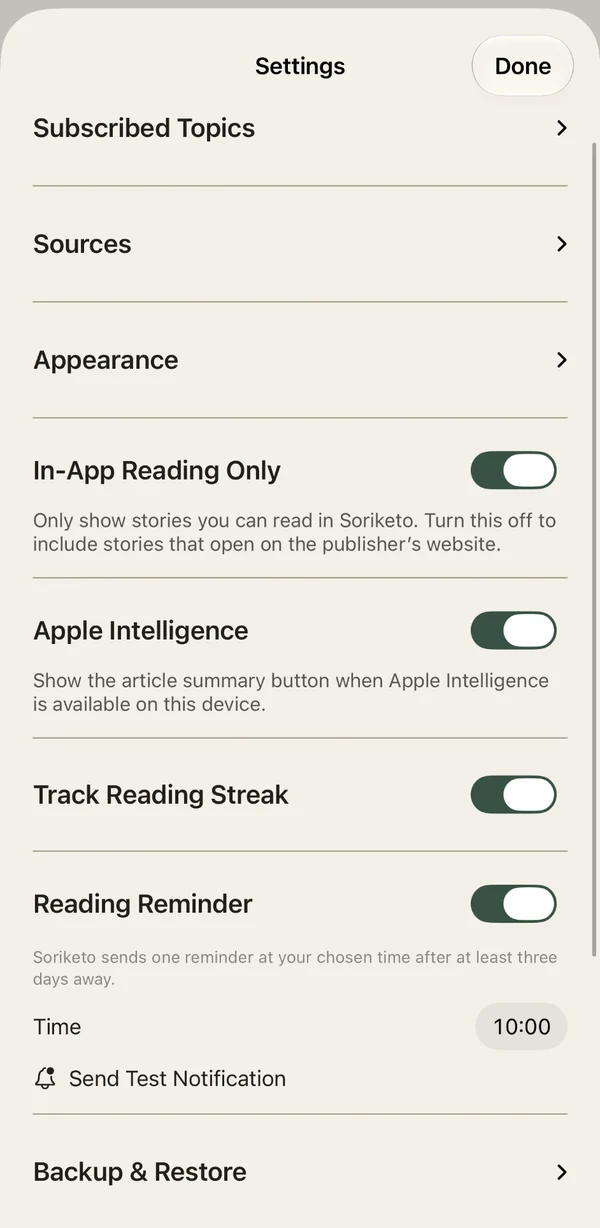 Settings
Done
Subscribed Topics
Sources
Appearance
In-App Reading Only
Only show stories you can read in Soriketo. Turn this off to
include stories that open on the publisher’s website.
Apple Intelligence
Show the article summary button when Apple Intelligence
is available on this device.
Track Reading Streak
Reading Reminder
Soriketo sends one reminder at your chosen time after at least three
days away.
Time
10:00
Send Test Notification
Backup & Restore